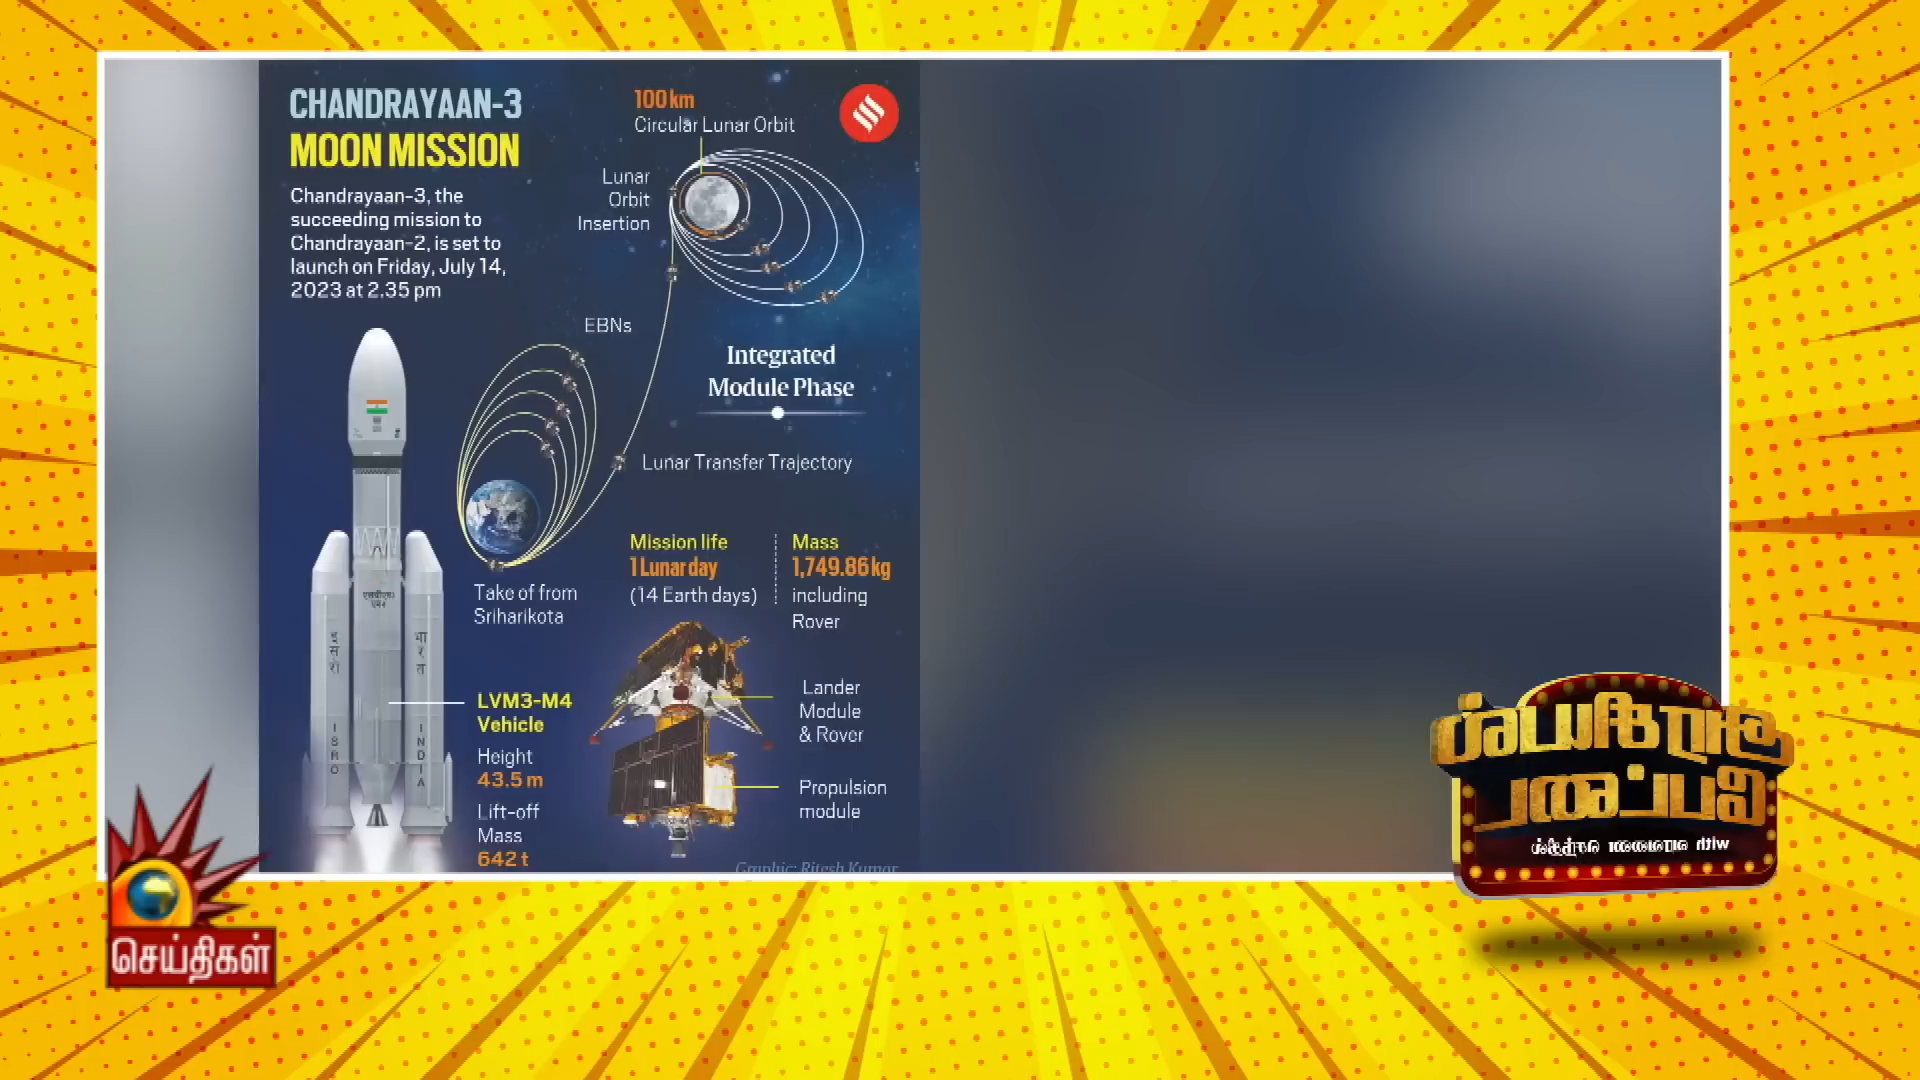 CHANDRAYAAN-3
MOON MISSION
Chandrayaan-3, the
succeeding mission to
Chandrayaan-2, is set to
launch on Friday, July 14,
2023 at 2.35 pm
100 km
Circular Lunar Orbit
Lunar
Orbit
Insertion
EBNs
Integrated
Module Phase
Lunar Transfer Trajectory
Take of from
Sriharikota
Mission life
1 Lunar day
(14 Earth days)
Mass
1,749.86 kg
including
Rover
इसरो
भारत
ISRO
INDIA
LVM3-M4
Vehicle
Height
43.5 m
Lift-off
Mass
642 t
Lander
Module
& Rover
Propulsion
module
Graphic: Ritesh Kumar
செய்திகள்